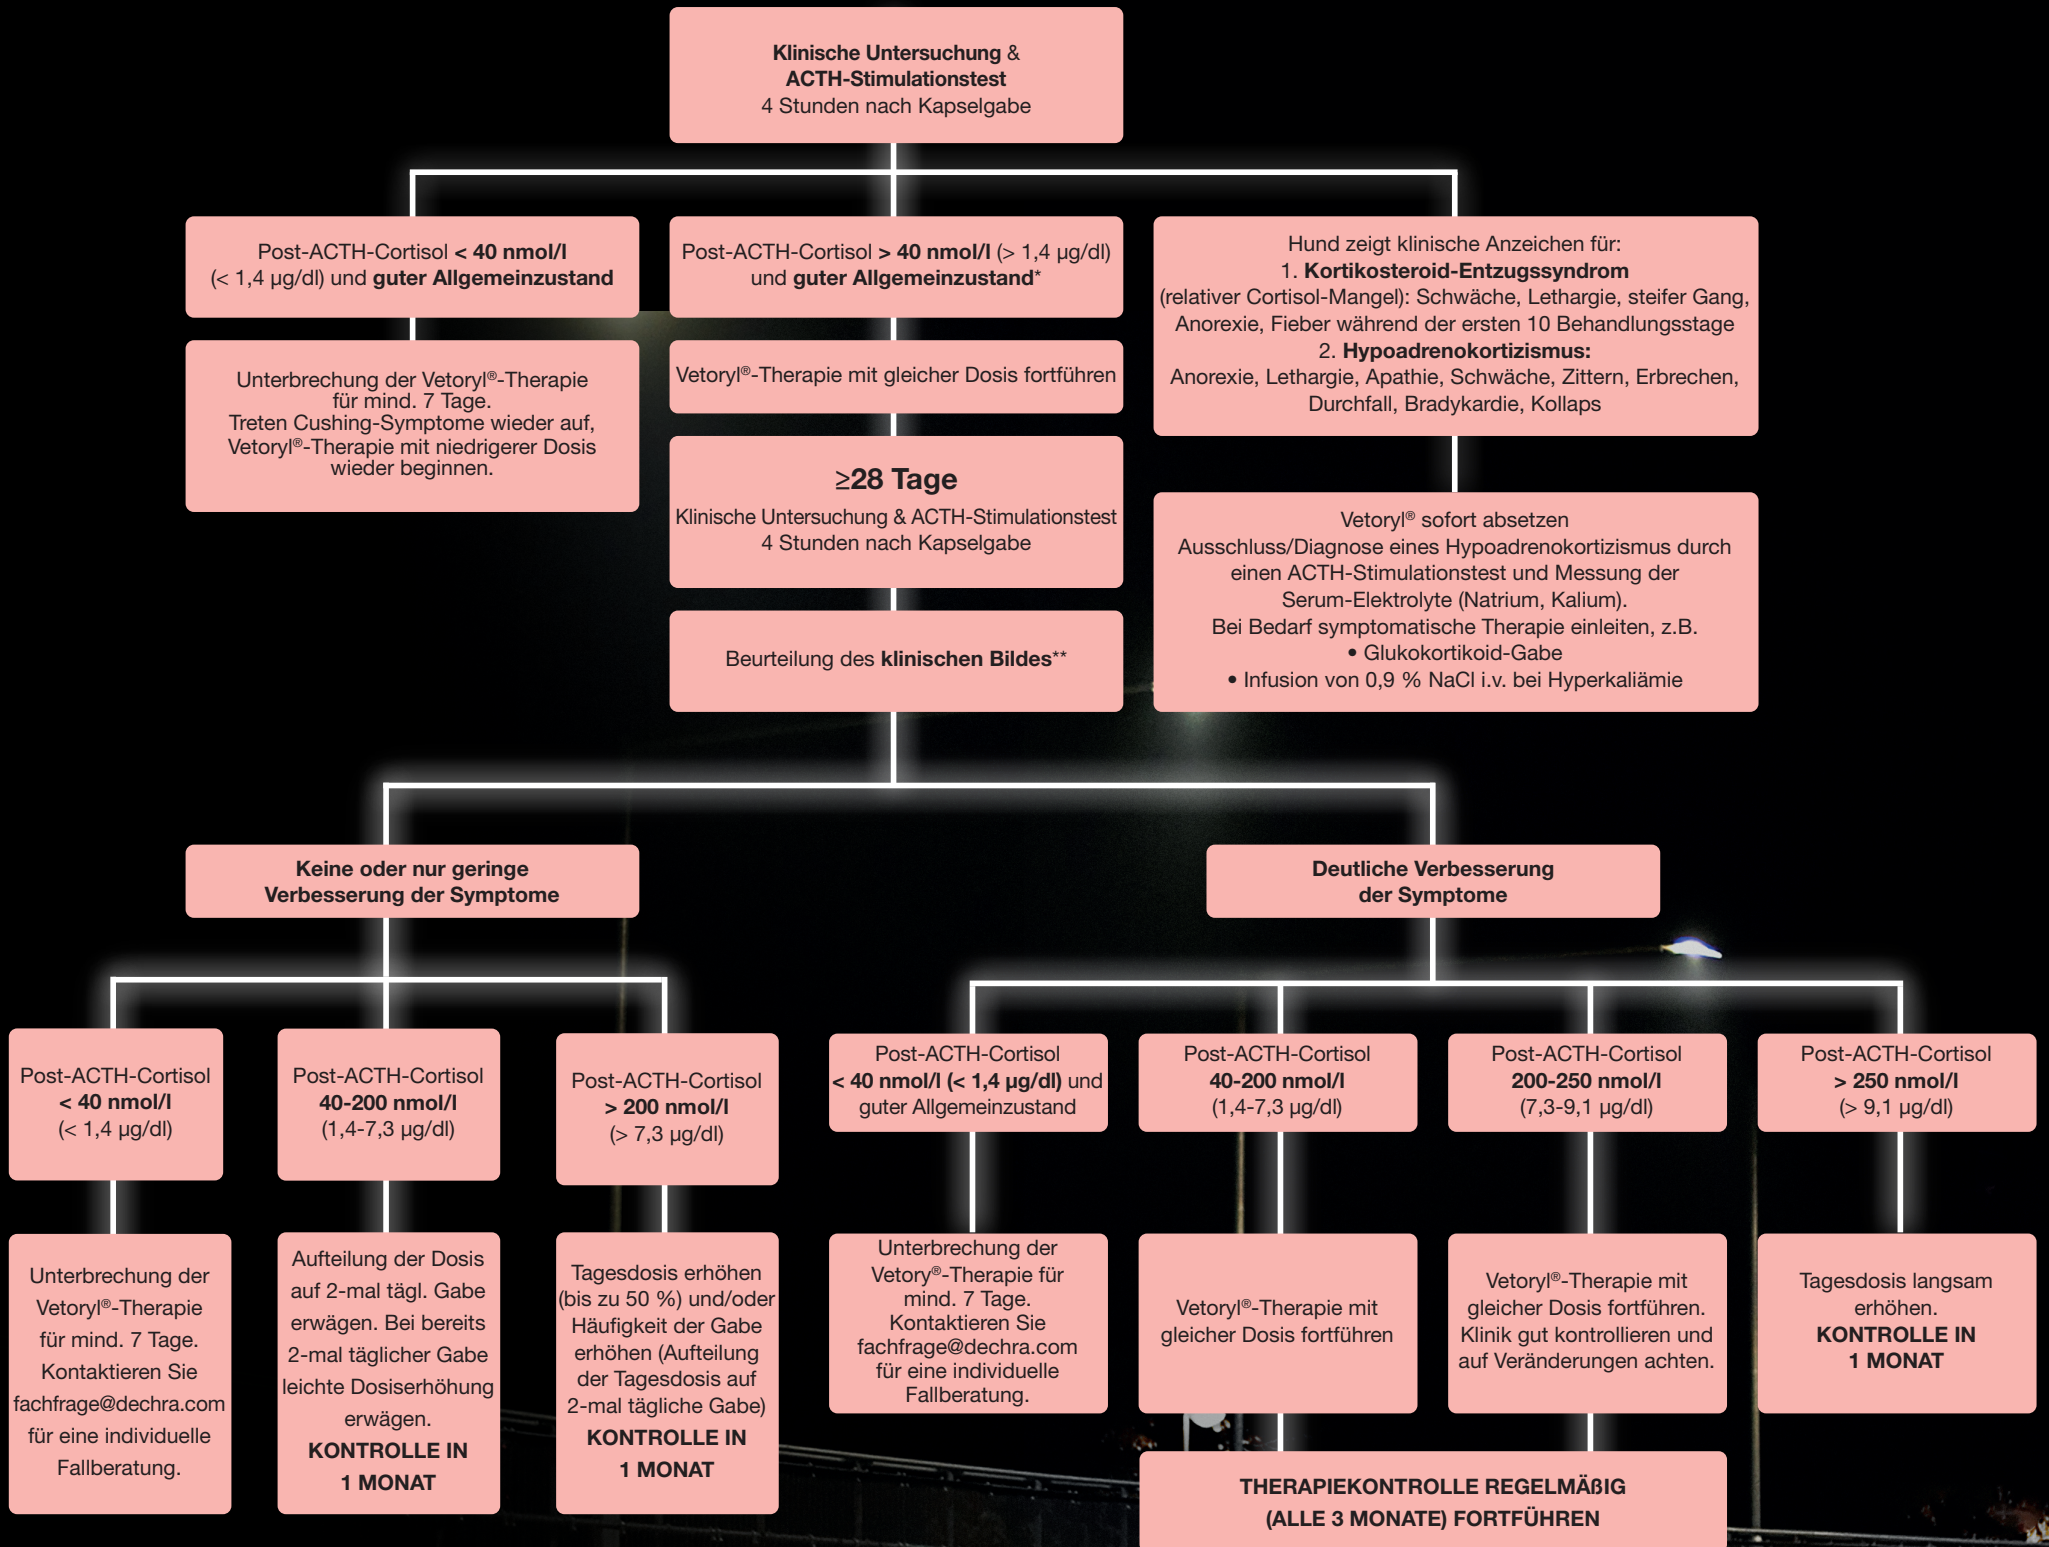 Klinische Untersuchung &
ACTH-Stimulationstest
4 Stunden nach Kapselgabe
Post-ACTH-Cortisol < 40 nmol/l
(< 1,4 µg/dl) und guter Allgemeinzustand
Post-ACTH-Cortisol > 40 nmol/l (> 1,4 µg/dl)
und guter Allgemeinzustand*
Hund zeigt klinische Anzeichen für:
1. Kortikosteroid-Entzugssyndrom
(relativer Cortisol-Mangel): Schwäche, Lethargie, steifer Gang,
Anorexie, Fieber während der ersten 10 Behandlungsstage
2. Hypoadrenokortizismus:
Anorexie, Lethargie, Apathie, Schwäche, Zittern, Erbrechen,
Durchfall, Bradykardie, Kollaps
Unterbrechung der Vetoryl®-Therapie
für mind. 7 Tage.
Treten Cushing-Symptome wieder auf,
Vetoryl®-Therapie mit niedrigerer Dosis
wieder beginnen.
Vetoryl®-Therapie mit gleicher Dosis fortführen
≥28 Tage
Klinische Untersuchung & ACTH-Stimulationstest
4 Stunden nach Kapselgabe
Beurteilung des klinischen Bildes**
Vetoryl® sofort absetzen
Ausschluss/Diagnose eines Hypoadrenokortizismus durch
einen ACTH-Stimulationstest und Messung der
Serum-Elektrolyte (Natrium, Kalium).
Bei Bedarf symptomatische Therapie einleiten, z.B.
• Glukokortikoid-Gabe
• Infusion von 0,9 % NaCl i.v. bei Hyperkaliämie
Keine oder nur geringe
Verbesserung der Symptome
Deutliche Verbesserung
der Symptome
Post-ACTH-Cortisol
< 40 nmol/l
(< 1,4 µg/dl)
Post-ACTH-Cortisol
40-200 nmol/l
(1,4-7,3 µg/dl)
Post-ACTH-Cortisol
> 200 nmol/l
(> 7,3 µg/dl)
Post-ACTH-Cortisol
< 40 nmol/l (< 1,4 µg/dl) und
guter Allgemeinzustand
Post-ACTH-Cortisol
40-200 nmol/l
(1,4-7,3 µg/dl)
Post-ACTH-Cortisol
200-250 nmol/l
(7,3-9,1 µg/dl)
Post-ACTH-Cortisol
> 250 nmol/l
(> 9,1 µg/dl)
Unterbrechung der
Vetoryl®-Therapie
für mind. 7 Tage.
Kontaktieren Sie
fachfrage@dechra.com
für eine individuelle
Fallberatung.
Aufteilung der Dosis
auf 2-mal tägl. Gabe
erwägen. Bei bereits
2-mal täglicher Gabe
leichte Dosiserhöhung
erwägen.
KONTROLLE IN
1 MONAT
Tagesdosis erhöhen
(bis zu 50 %) und/oder
Häufigkeit der Gabe
erhöhen (Aufteilung
der Tagesdosis auf
2-mal tägliche Gabe)
KONTROLLE IN
1 MONAT
Unterbrechung der
Vetory®-Therapie für
mind. 7 Tage.
Kontaktieren Sie
fachfrage@dechra.com
für eine individuelle
Fallberatung.
Vetoryl®-Therapie mit
gleicher Dosis fortführen
Vetoryl®-Therapie mit
gleicher Dosis fortführen.
Klinik gut kontrollieren und
auf Veränderungen achten.
Tagesdosis langsam
erhöhen.
KONTROLLE IN
1 MONAT
THERAPIEKONTROLLE REGELMÄßIG
(ALLE 3 MONATE) FORTFÜHREN